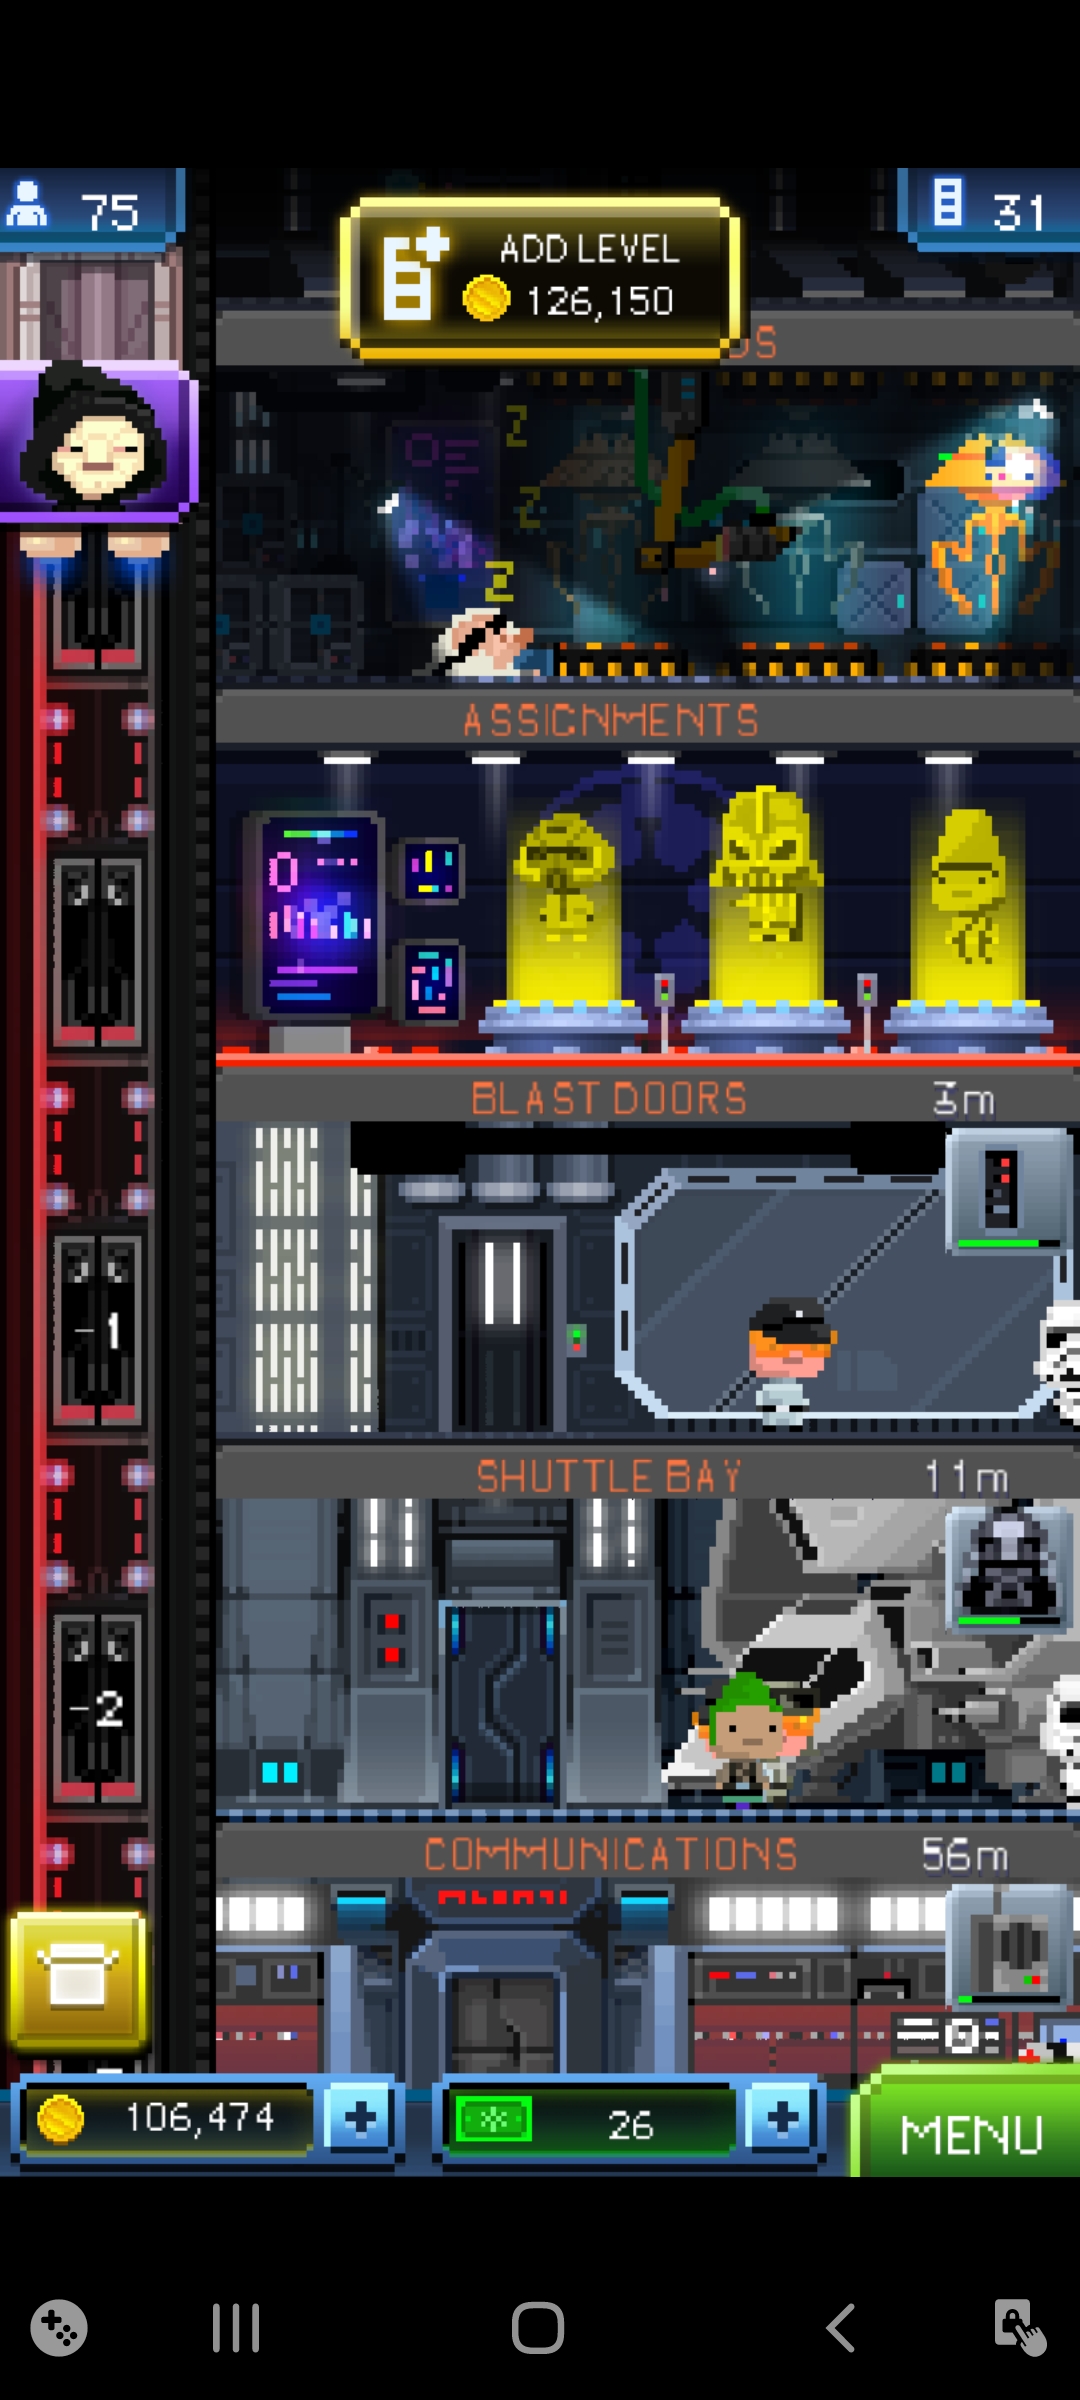 75
ADD LEVEL
126,150
31
Z
Z
Z
ASSIGNMENTS
BLAST DOORS 3m
-1
SHUTTLE BAY 11m
-2
COMMUNICATIONS 56m
106,474
26
MENU